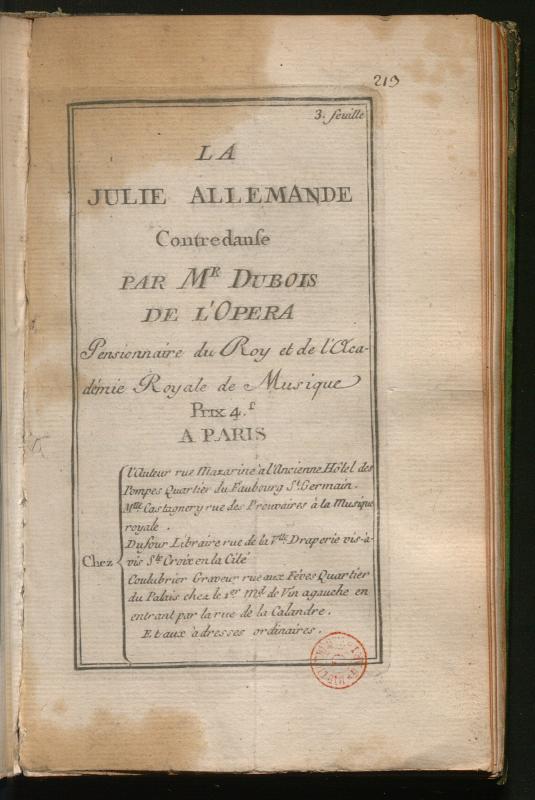 219
3. feuille
LA
JULIE ALLEMANDE
Contredanse
PAR MR DUBOIS
DE L'OPERA
Pensionnaire du Roy et de l'Aca-
démie Royale de Musique
Prix 4.f
A PARIS
Chez
l'Auteur rue Mazarine a l'Ancienne Hôtel des
Pompes Quartier du Faubourg St. Germain.
Mlle Castagnery rue des Prouvaires à la Musique
royale.
Dufour Libraire rue de la Vlle. Draperie vis-à-
vis Ste Croix en la Cité
Coulubrier Graveur rue aux Féves Quartier
du Palais chez le 1er Md. de Vin agauche en
entrant par la rue de la Calandre.
Et aux adresses ordinaires.